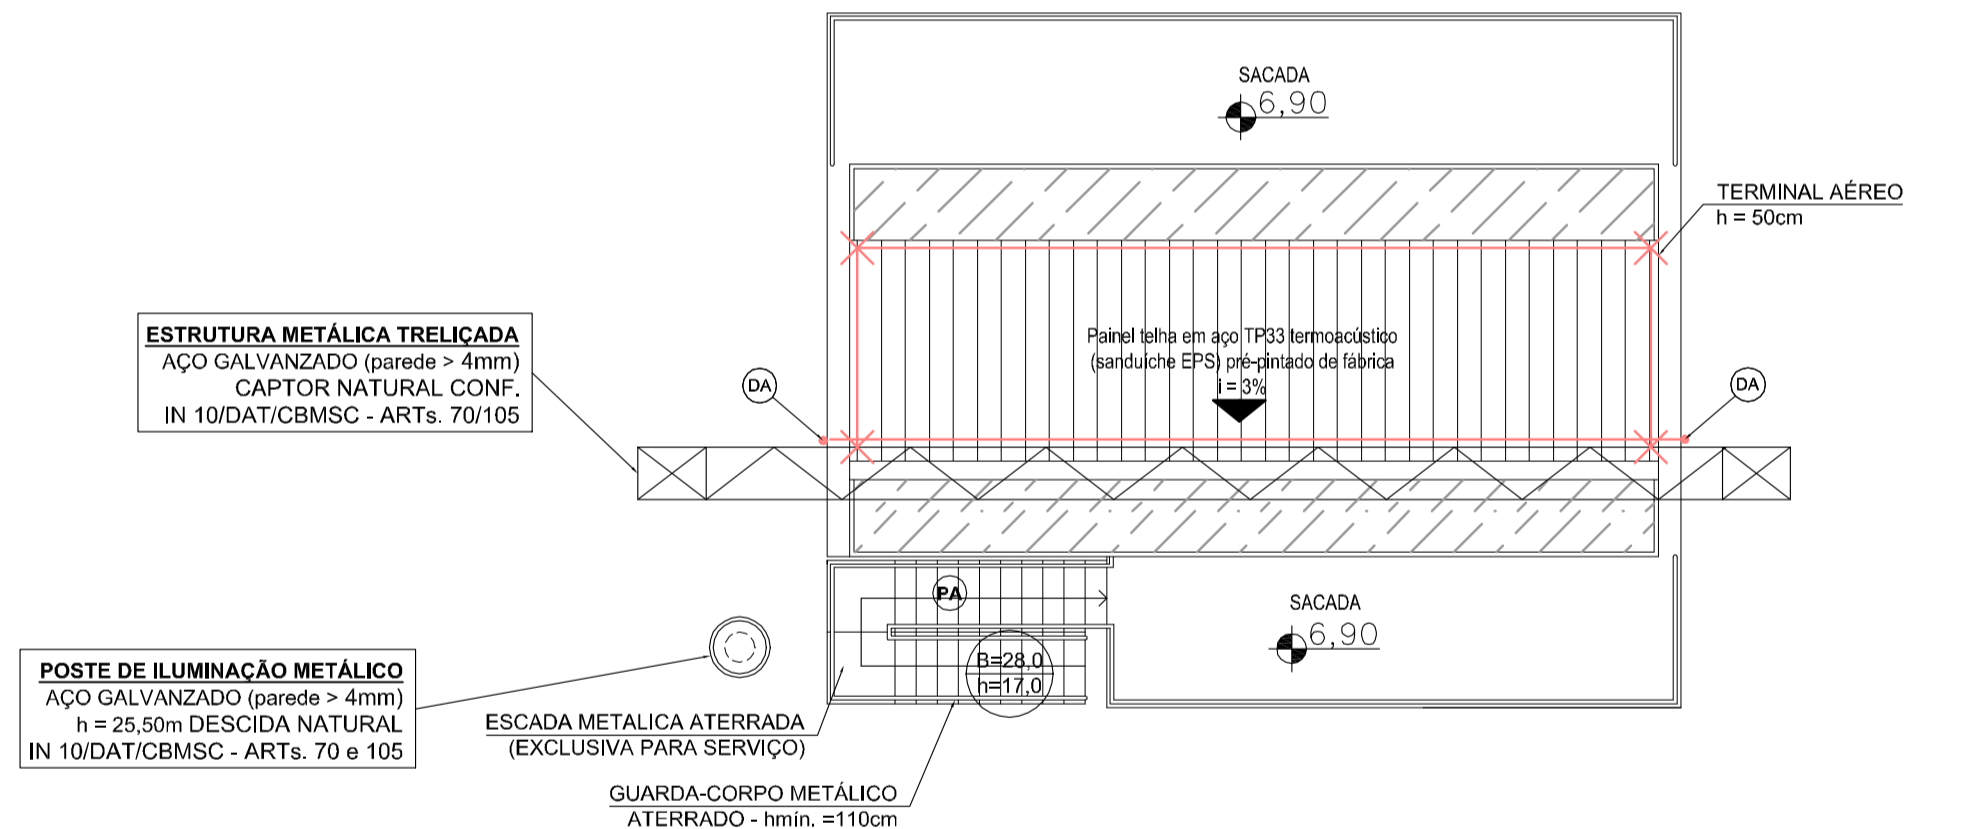 SACADA
6,90
TERMINAL AÉREO
h = 50cm
ESTRUTURA METÁLICA TRELIÇADA
AÇO GALVANZADO (parede > 4mm)
CAPTOR NATURAL CONF.
IN 10/DAT/CBMSC - ARTs. 70/105
Painel telha em aço TP33 termoacústico
(sanduíche EPS) pré-pintado de fábrica
i = 3%
DA
DA
PA
SACADA
6,90
B=28,0
h=17,0
POSTE DE ILUMINAÇÃO METÁLICO
AÇO GALVANZADO (parede > 4mm)
h = 25,50m DESCIDA NATURAL
IN 10/DAT/CBMSC - ARTs. 70 e 105
ESCADA METALICA ATERRADA
(EXCLUSIVA PARA SERVIÇO)
GUARDA-CORPO METÁLICO
ATERRADO - hmín. =110cm